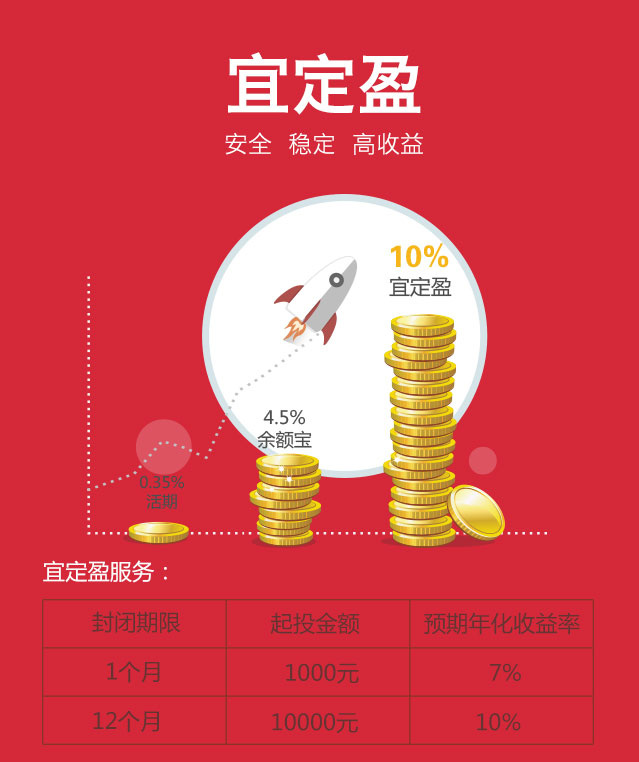 宜定盈
安全 稳定 高收益
10%
宜定盈
4.5%
余额宝
0.35%
活期
宜定盈服务：
封闭期限 起投金额 预期年化收益率
1个月 1000元 7%
12个月 10000元 10%